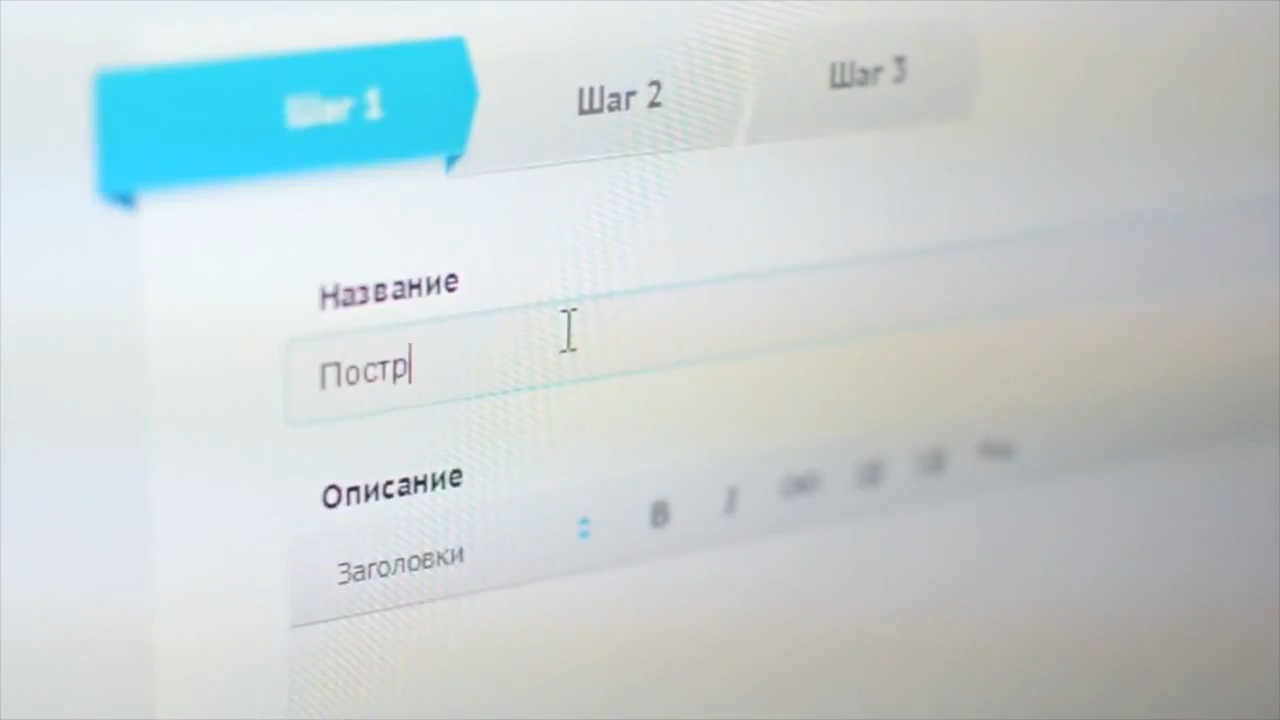 Шаг 1
Шаг 2
Шаг 3
Название
Постр
Описание
Заголовки
B I